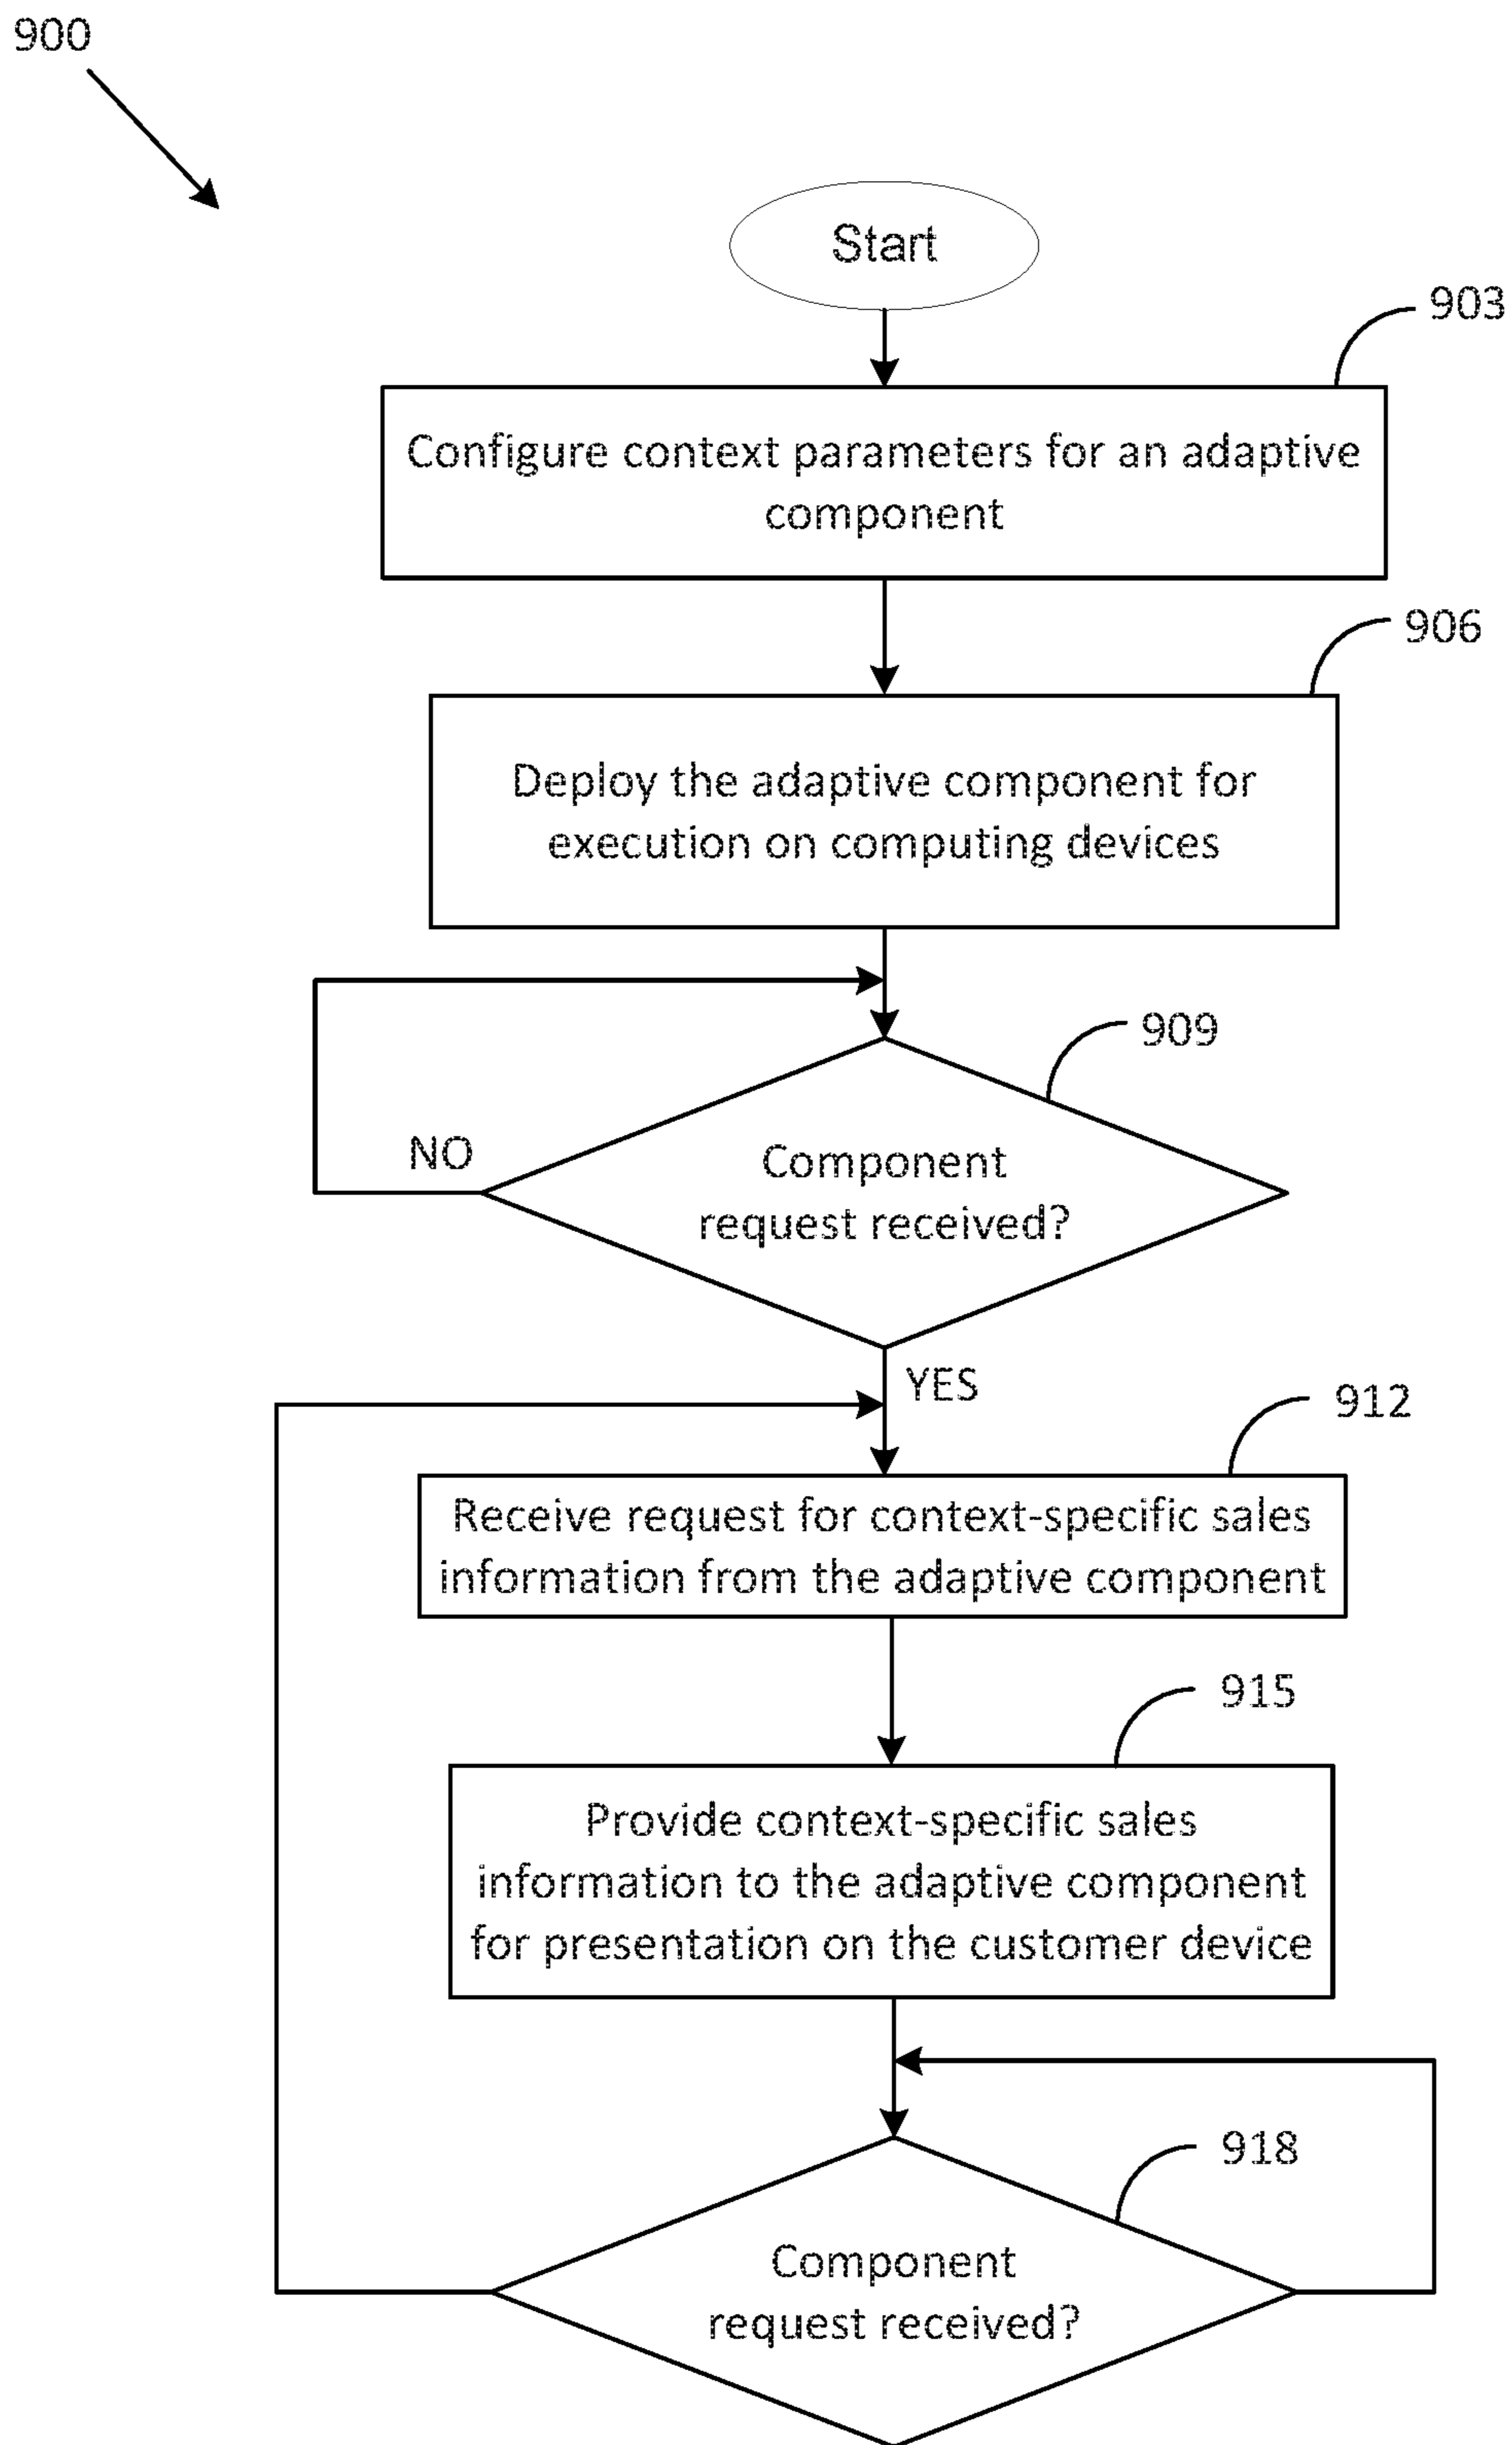 900
Start
903
Configure context parameters for an adaptive
component
906
Deploy the adaptive component for
execution on computing devices
909
NO
Component
request received?
YES
912
Receive request for context-specific sales
information from the adaptive component
915
Provide context-specific sales
information to the adaptive component
for presentation on the customer device
918
Component
request received?